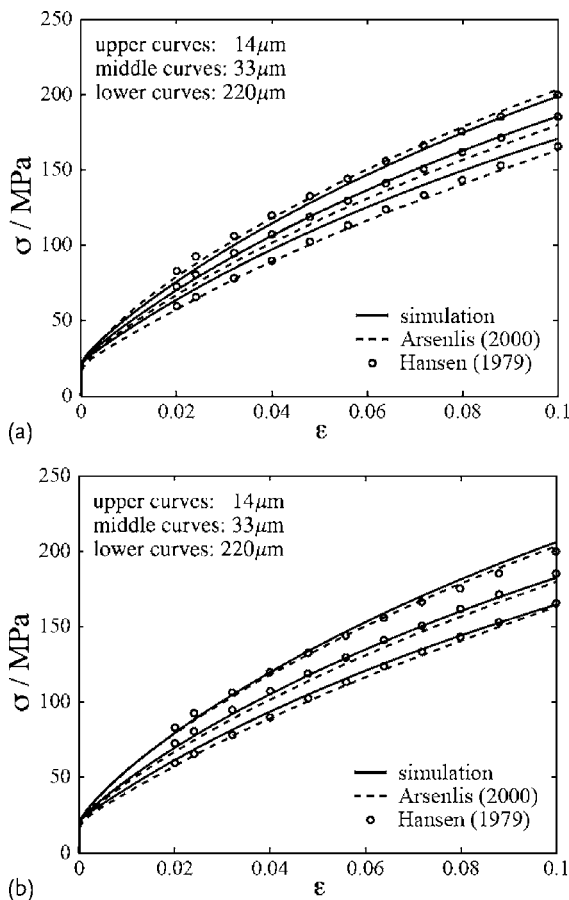 250
200
150
100
50
0
σ / MPa
upper curves: 14μm
middle curves: 33μm
lower curves: 220μm
simulation
Arsenlis (2000)
Hansen (1979)
0 0.02 0.04 0.06 0.08 0.1
(a) ε
250
200
150
100
50
0
σ / MPa
upper curves: 14μm
middle curves: 33μm
lower curves: 220μm
simulation
Arsenlis (2000)
Hansen (1979)
0.02 0.04 0.06 0.08 0.1
(b) ε